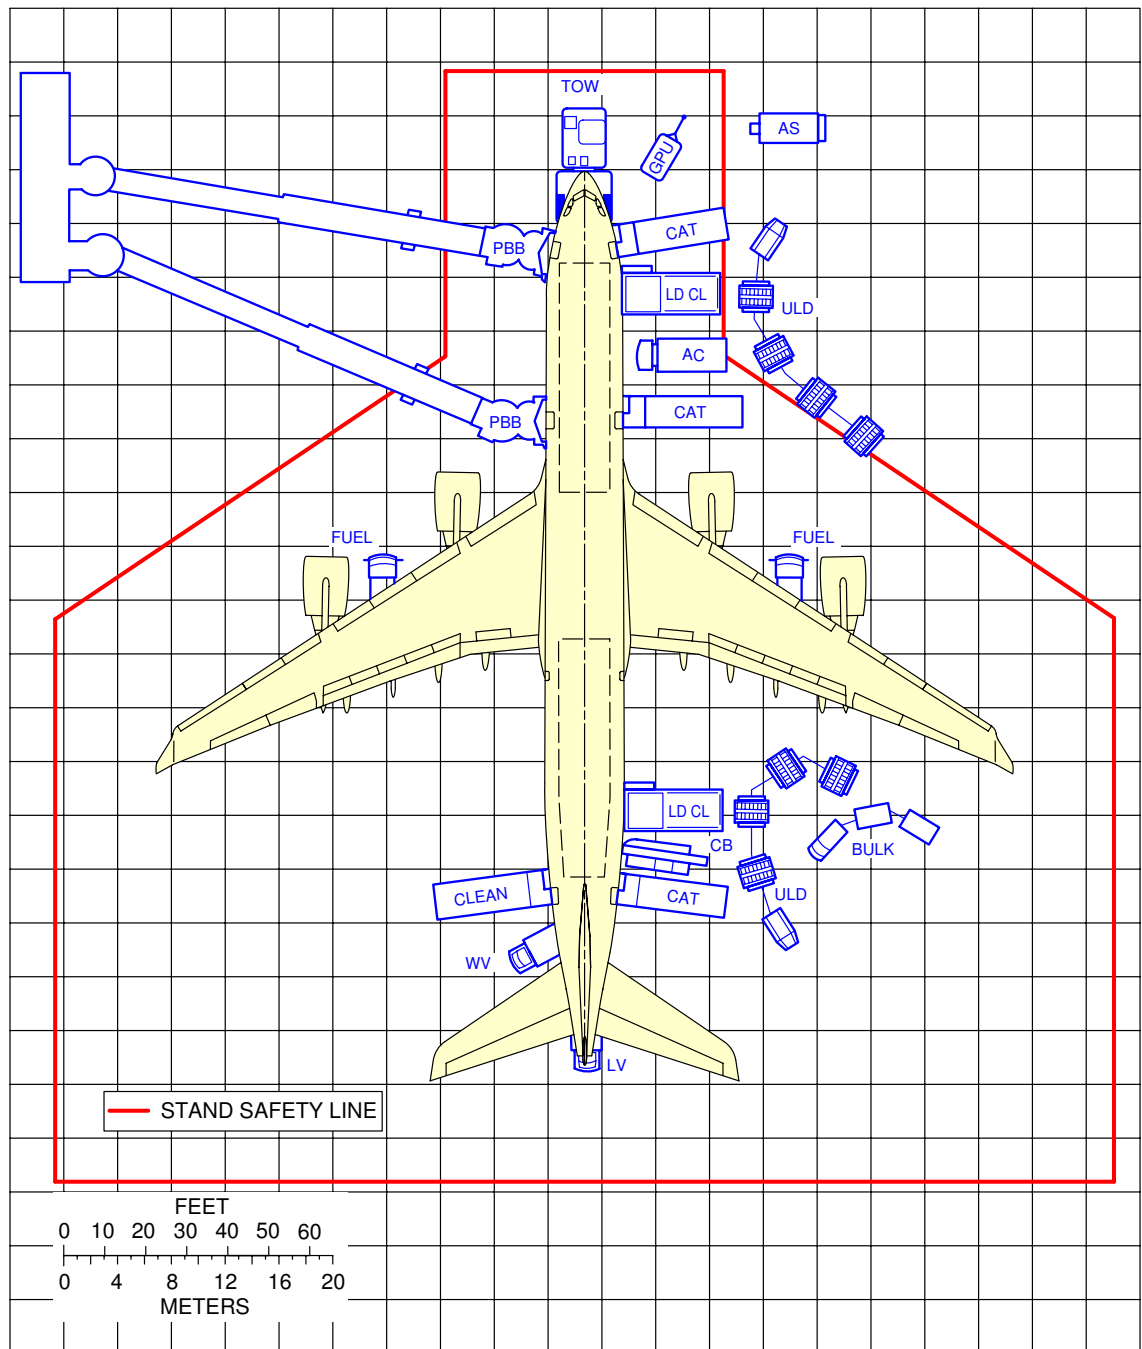 TOW
AS
GPU
CAT
PBB
LD CL
ULD
AC
CAT
PBB
FUEL
FUEL
LD CL
CB
BULK
CLEAN
CAT
ULD
WV
LV
STAND SAFETY LINE
FEET
0 10 20 30 40 50 60
0 4 8 12 16 20
METERS